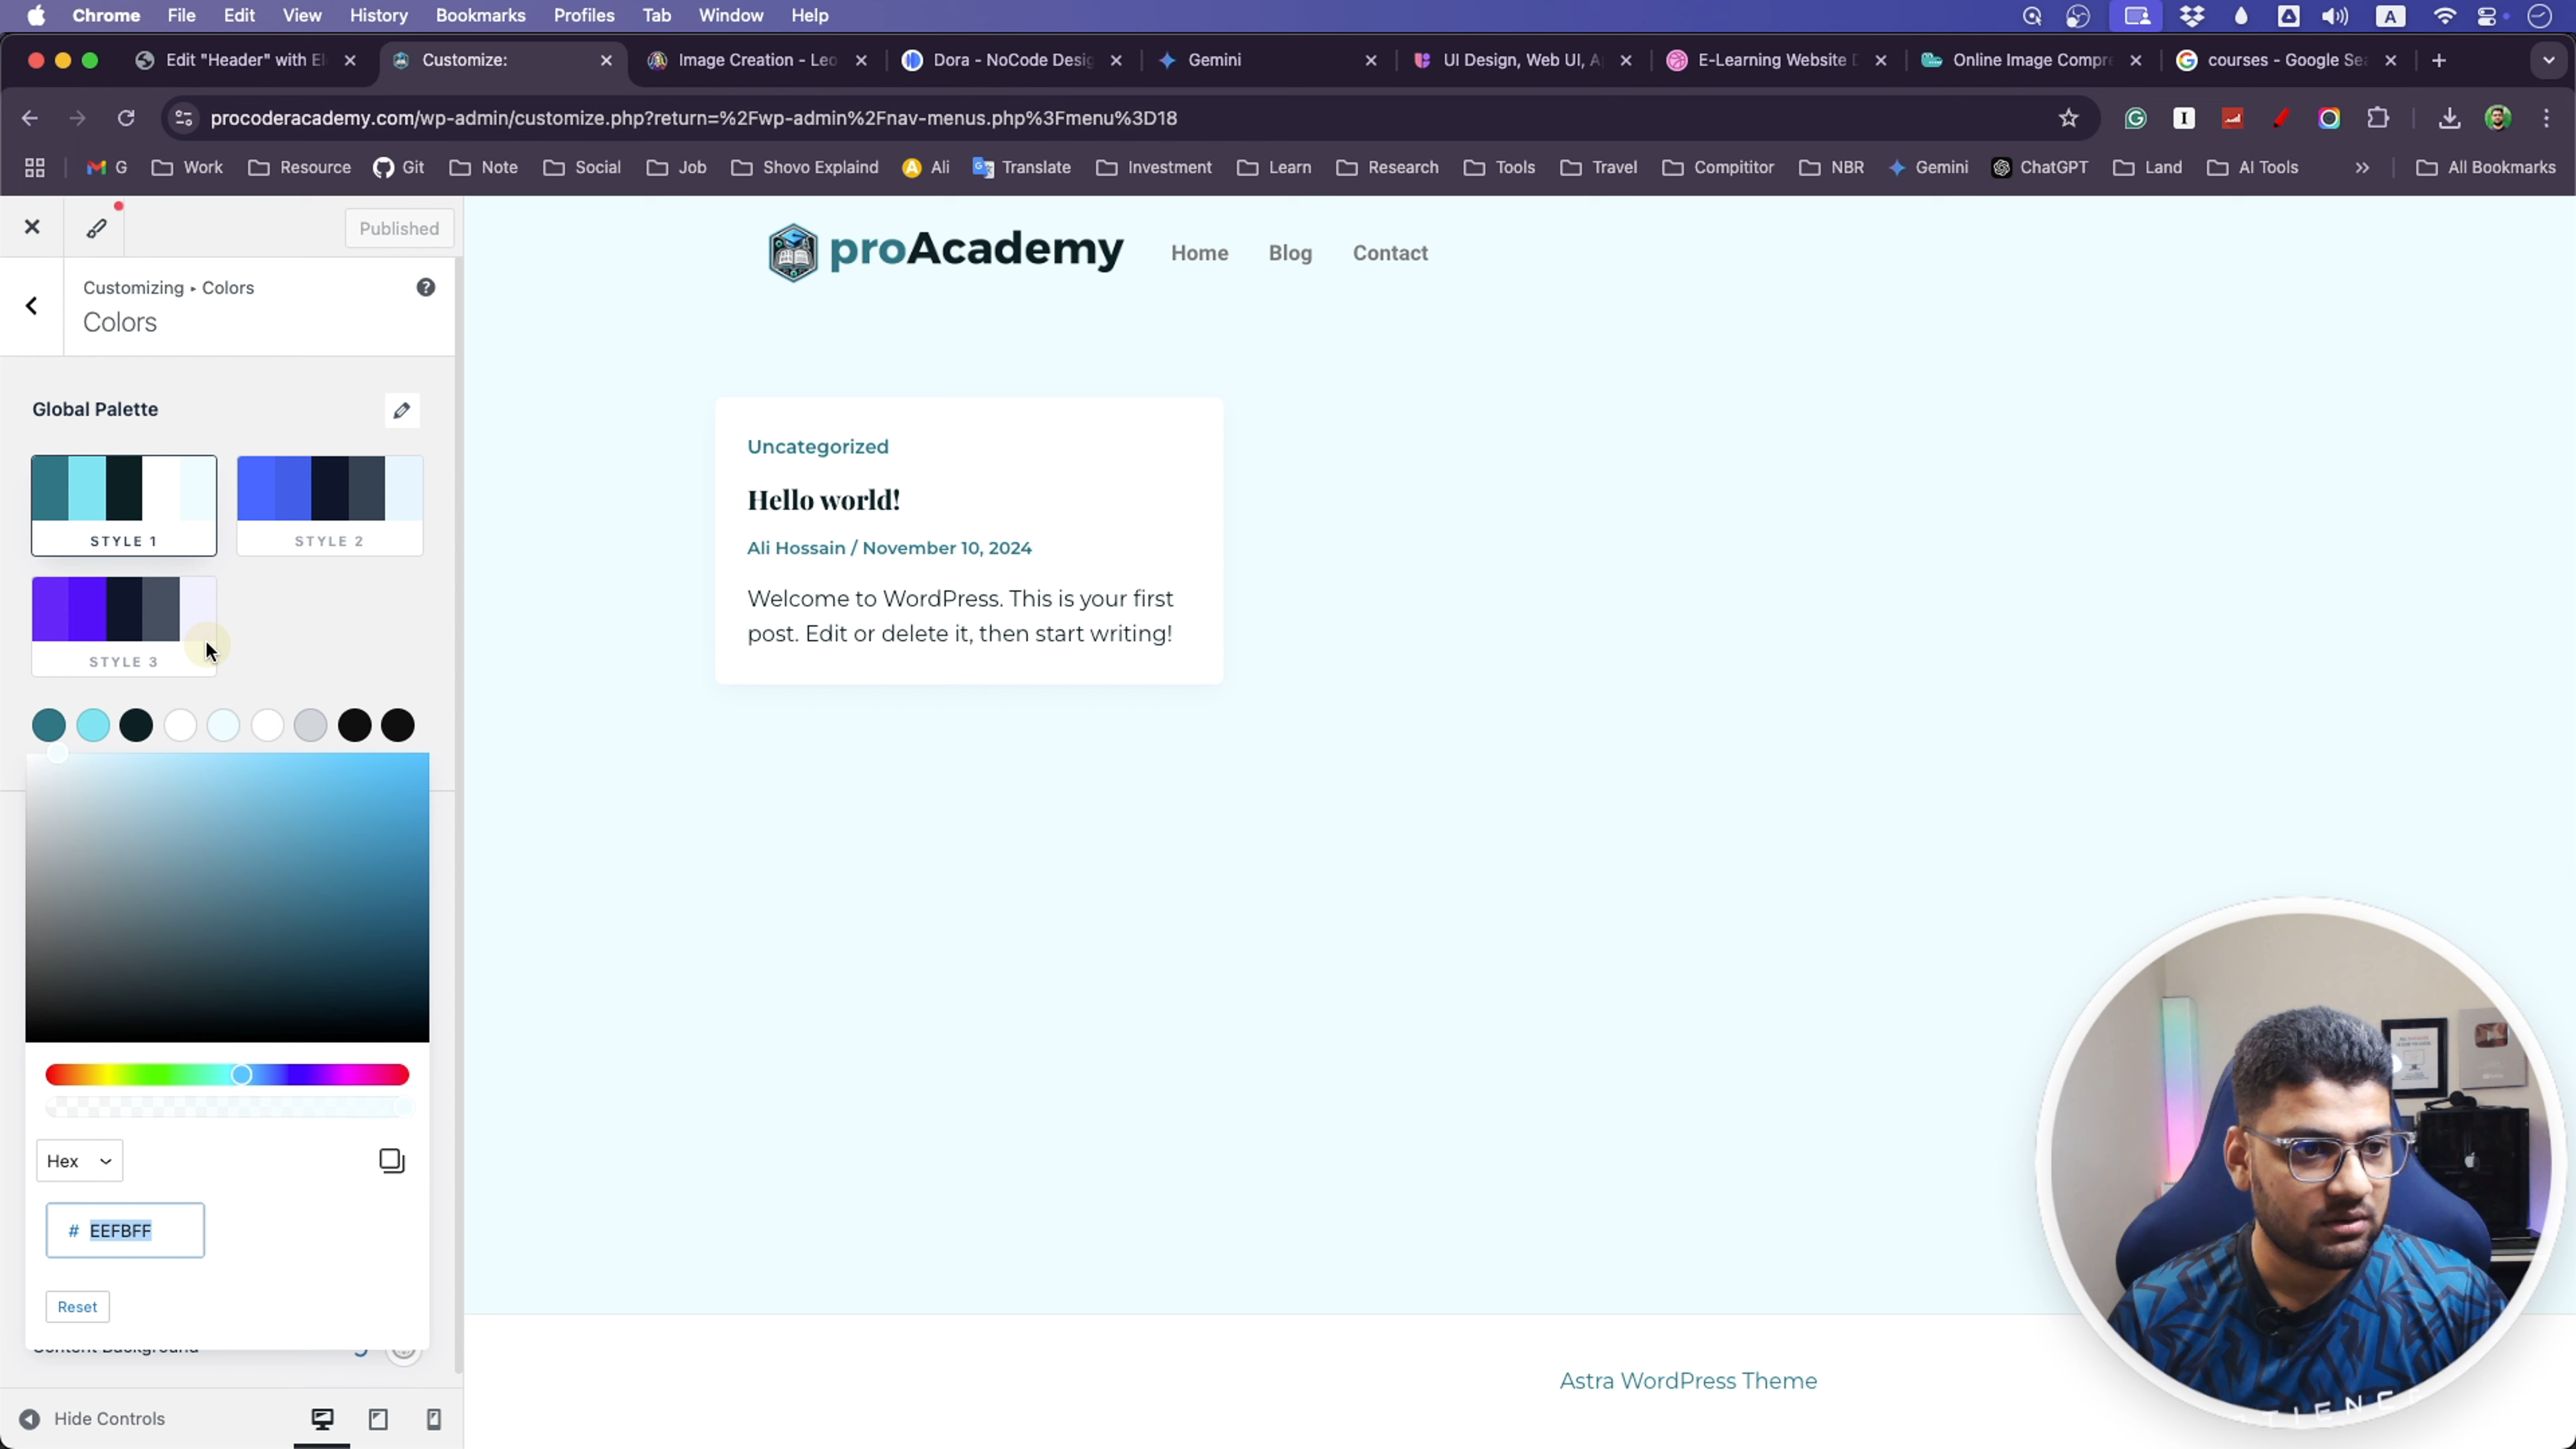 Chrome File Edit View History Bookmarks Profiles Tab Window Help
Edit "Header" with El Customize: Image Creation - Leo Dora - NoCode Desig Gemini UI Design, Web UI, A E-Learning Website D Online Image Compre courses - Google Sea
procoderacademy.com/wp-admin/customize.php?return=%2Fwp-admin%2Fnav-menus.php%3Fmenu%3D18
G Work Resource Git Note Social Job Shovo Explaind Ali Translate Investment Learn Research Tools Travel Compititor NBR Gemini ChatGPT Land AI Tools » All Bookmarks
Published
Customizing ▸ Colors
Colors
Global Palette
STYLE 1
STYLE 2
STYLE 3
Hex
# EEFBFF
Reset
Content Background
Hide Controls
proAcademy
Home Blog Contact
Uncategorized
Hello world!
Ali Hossain / November 10, 2024
Welcome to WordPress. This is your first
post. Edit or delete it, then start writing!
Astra WordPress Theme